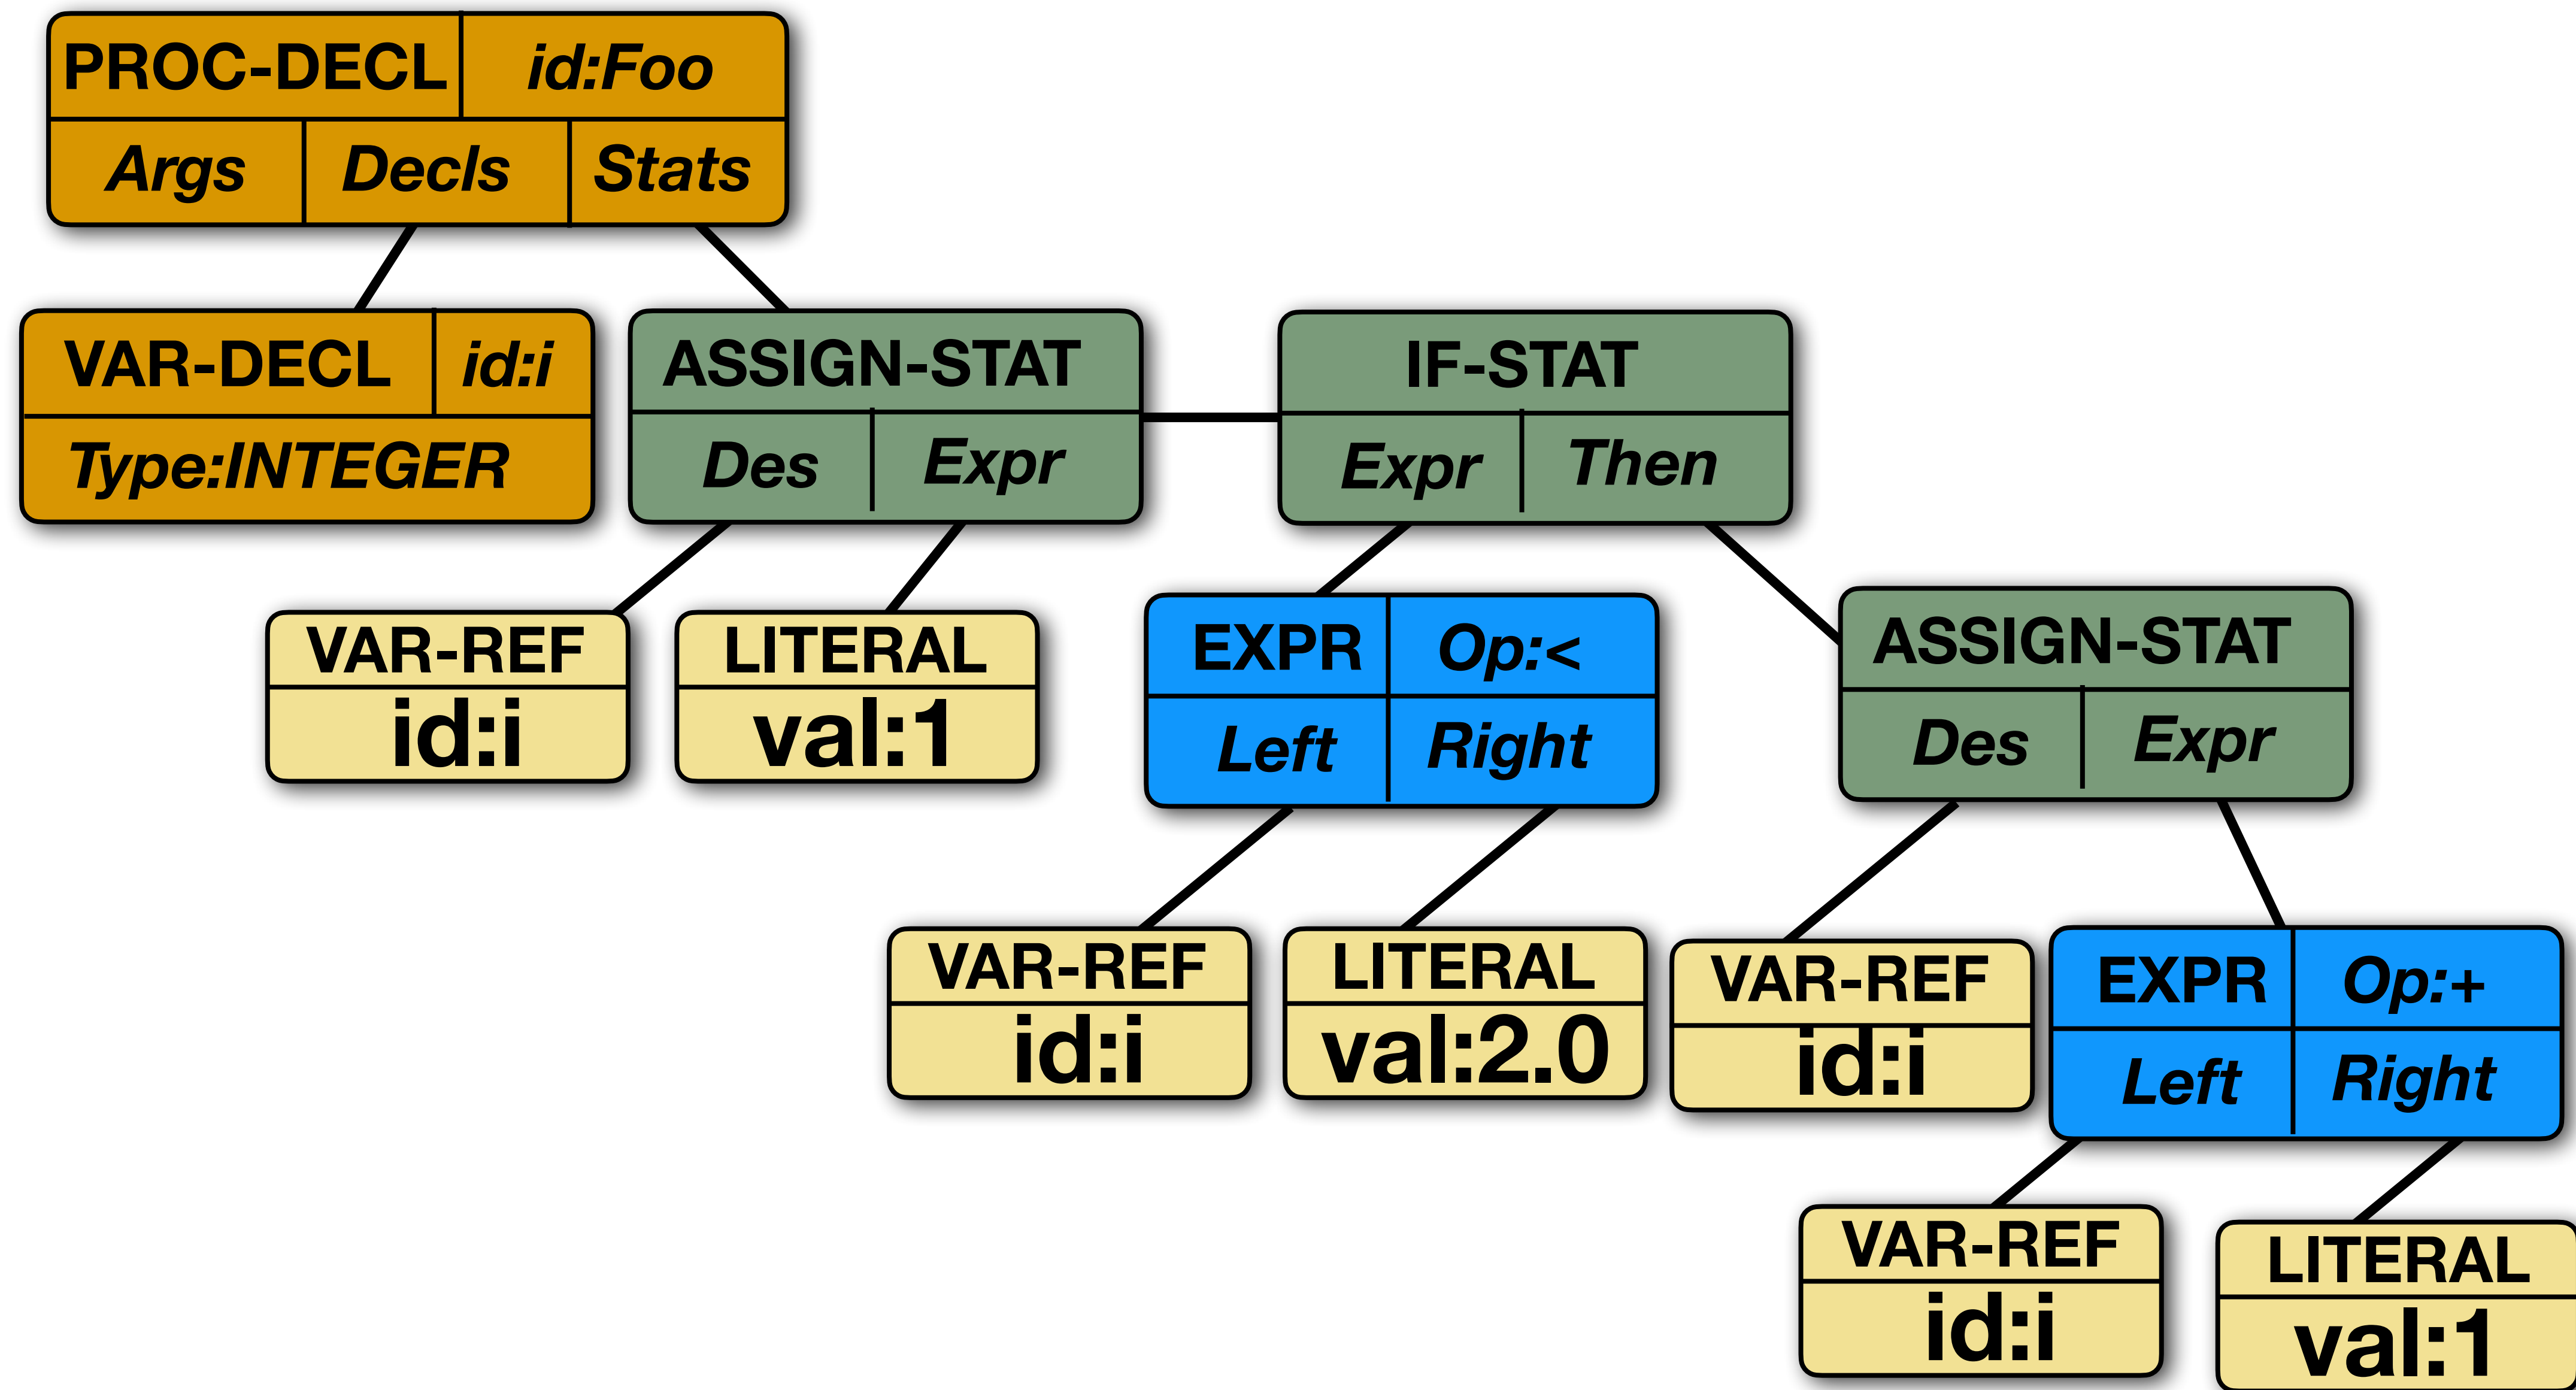 PROC-DECL id:Foo
Args Decls Stats
VAR-DECL id:i
Type:INTEGER
ASSIGN-STAT
Des Expr
IF-STAT
Expr Then
VAR-REF
id:i
LITERAL
val:1
EXPR Op:<
Left Right
ASSIGN-STAT
Des Expr
VAR-REF
id:i
LITERAL
val:2.0
VAR-REF
id:i
EXPR Op:+
Left Right
VAR-REF
id:i
LITERAL
val:1